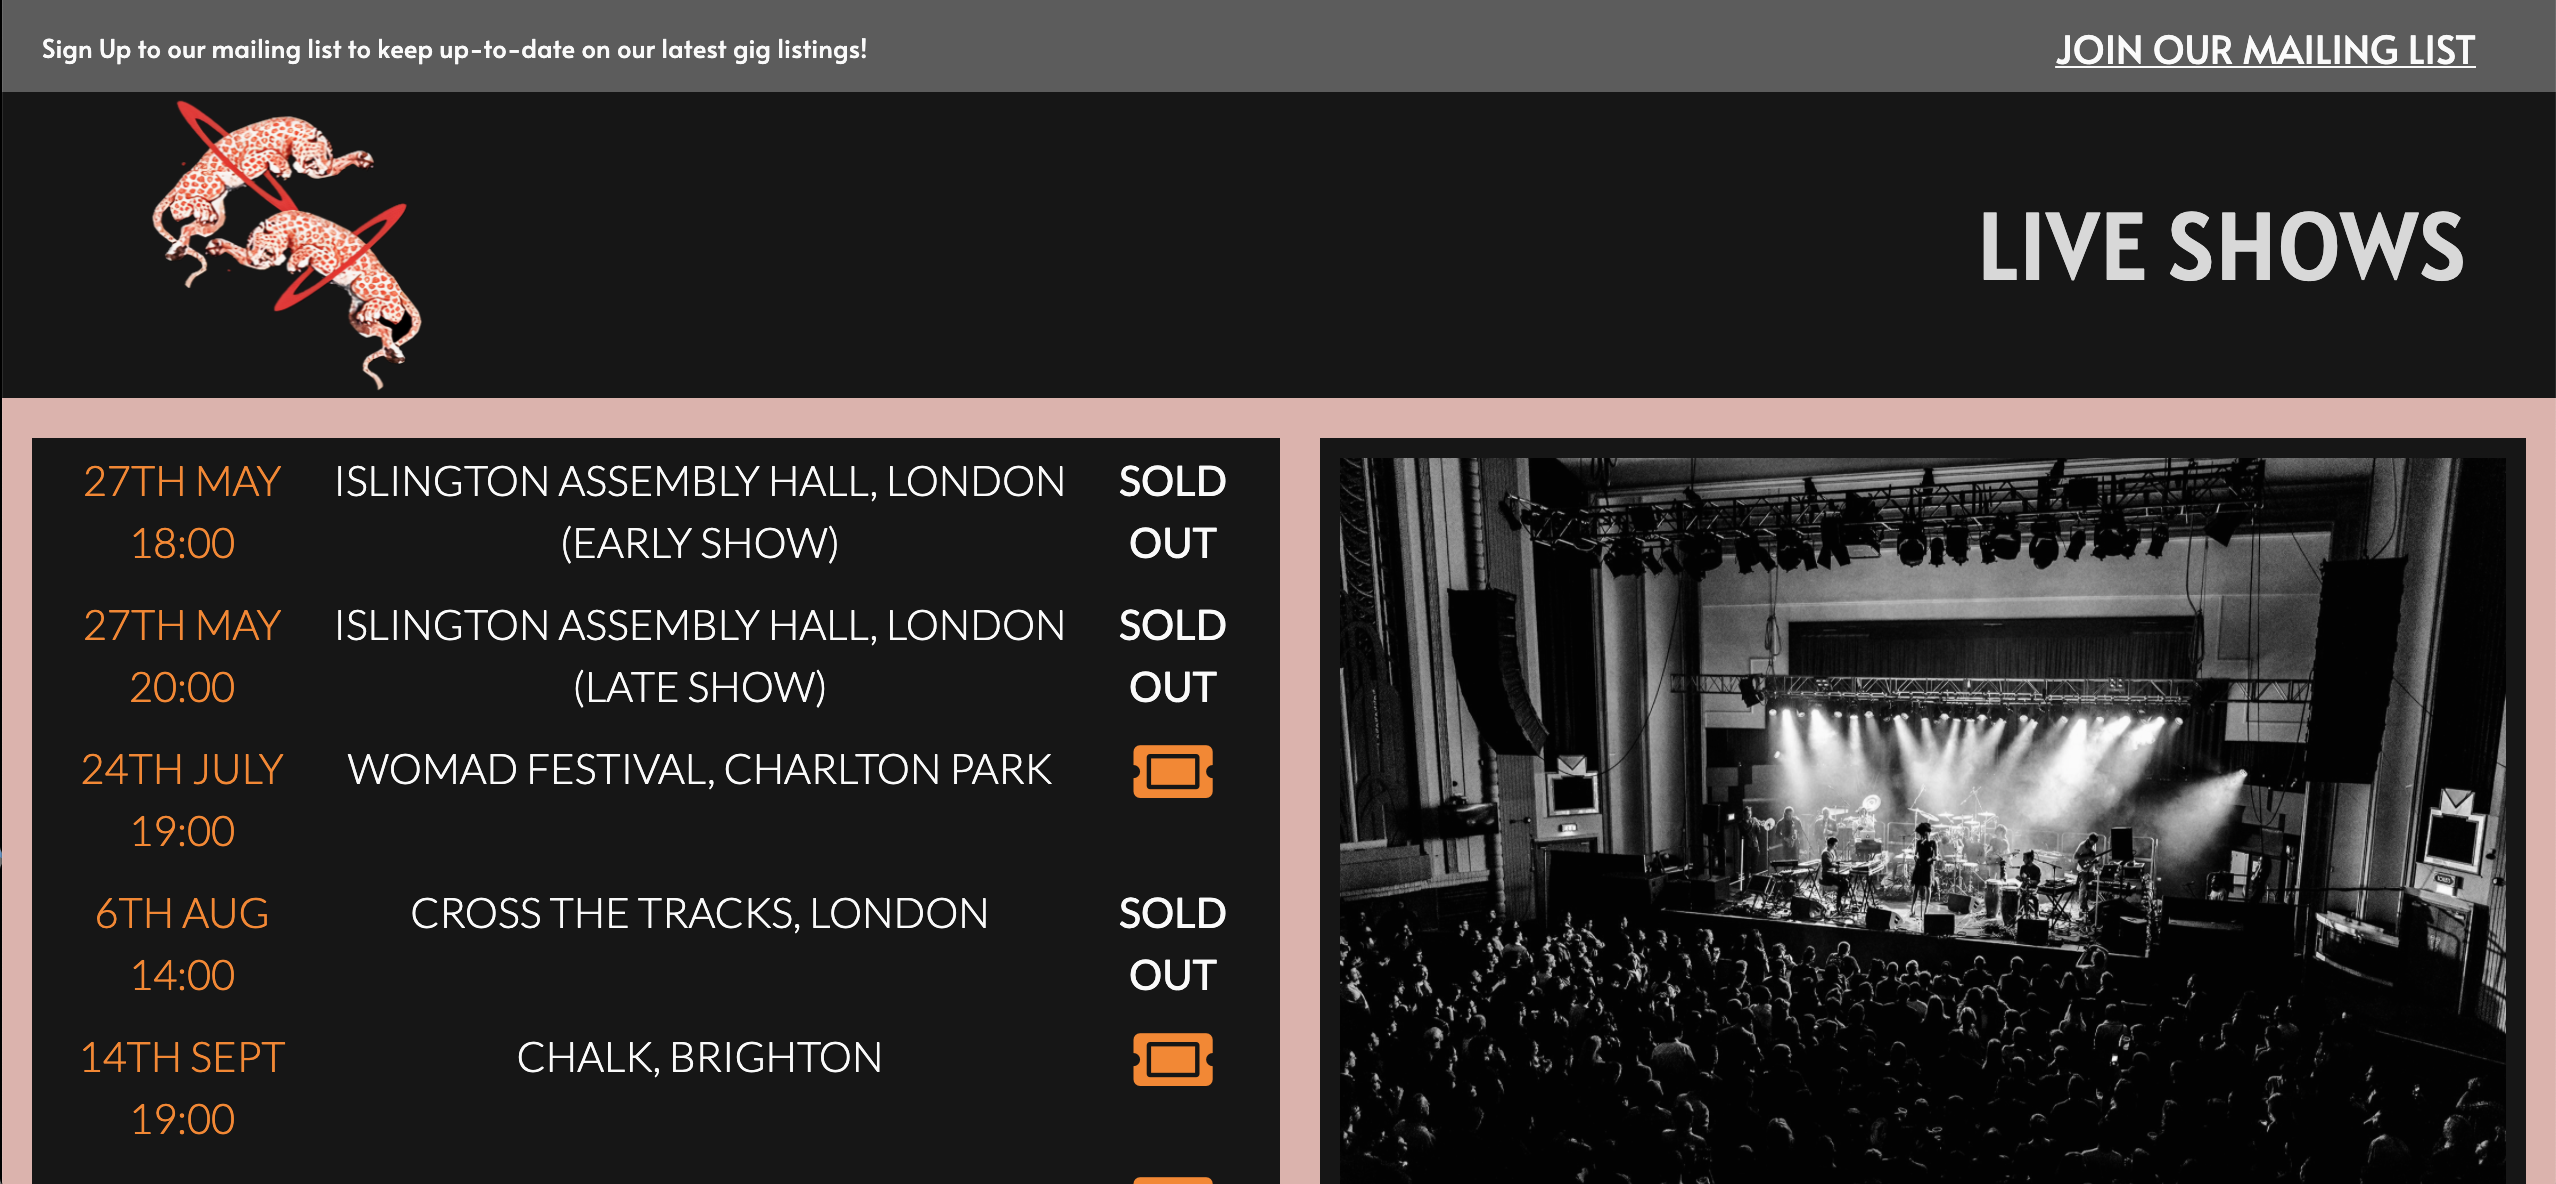 Sign Up to our mailing list to keep up-to-date on our latest gig listings!
JOIN OUR MAILING LIST
LIVE SHOWS
27TH MAY ISLINGTON ASSEMBLY HALL, LONDON SOLD
18:00 (EARLY SHOW) OUT
27TH MAY ISLINGTON ASSEMBLY HALL, LONDON SOLD
20:00 (LATE SHOW) OUT
24TH JULY WOMAD FESTIVAL, CHARLTON PARK
19:00
6TH AUG CROSS THE TRACKS, LONDON SOLD
14:00 OUT
14TH SEPT CHALK, BRIGHTON
19:00